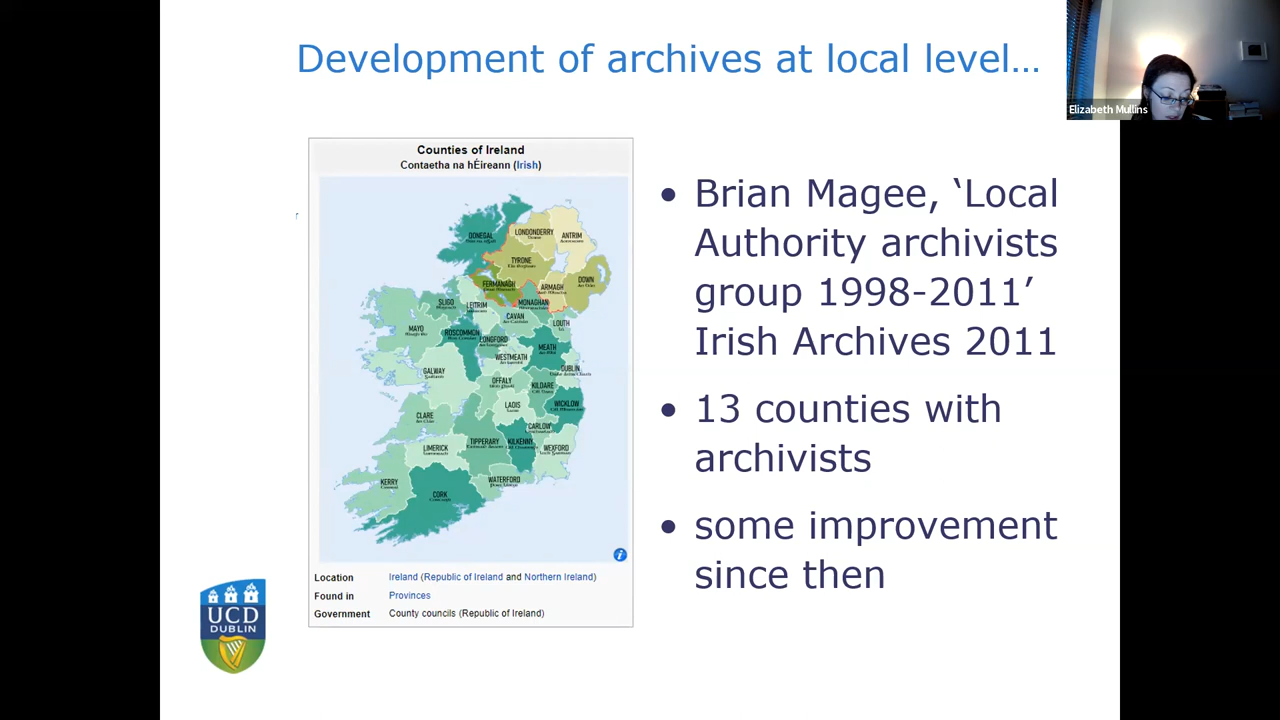 Development of archives at local level…
Elizabeth Mullins
Counties of Ireland
Contaetha na hÉireann (Irish)
DONEGAL
LONDONDERRY
ANTRIM
TYRONE
DOWN
FERMANAGH
ARMAGH
MONAGHAN
SLIGO
LEITRIM
CAVAN
LOUTH
MAYO
ROSCOMMON
LONGFORD
MEATH
WESTMEATH
DUBLIN
GALWAY
OFFALY
KILDARE
LAOIS
WICKLOW
CLARE
CARLOW
TIPPERARY
KILKENNY
LIMERICK
WEXFORD
KERRY
WATERFORD
CORK
Location Ireland (Republic of Ireland and Northern Ireland)
Found in Provinces
Government County councils (Republic of Ireland)
• Brian Magee, ‘Local
Authority archivists
group 1998-2011’
Irish Archives 2011
• 13 counties with
archivists
• some improvement
since then
UCD
DUBLIN